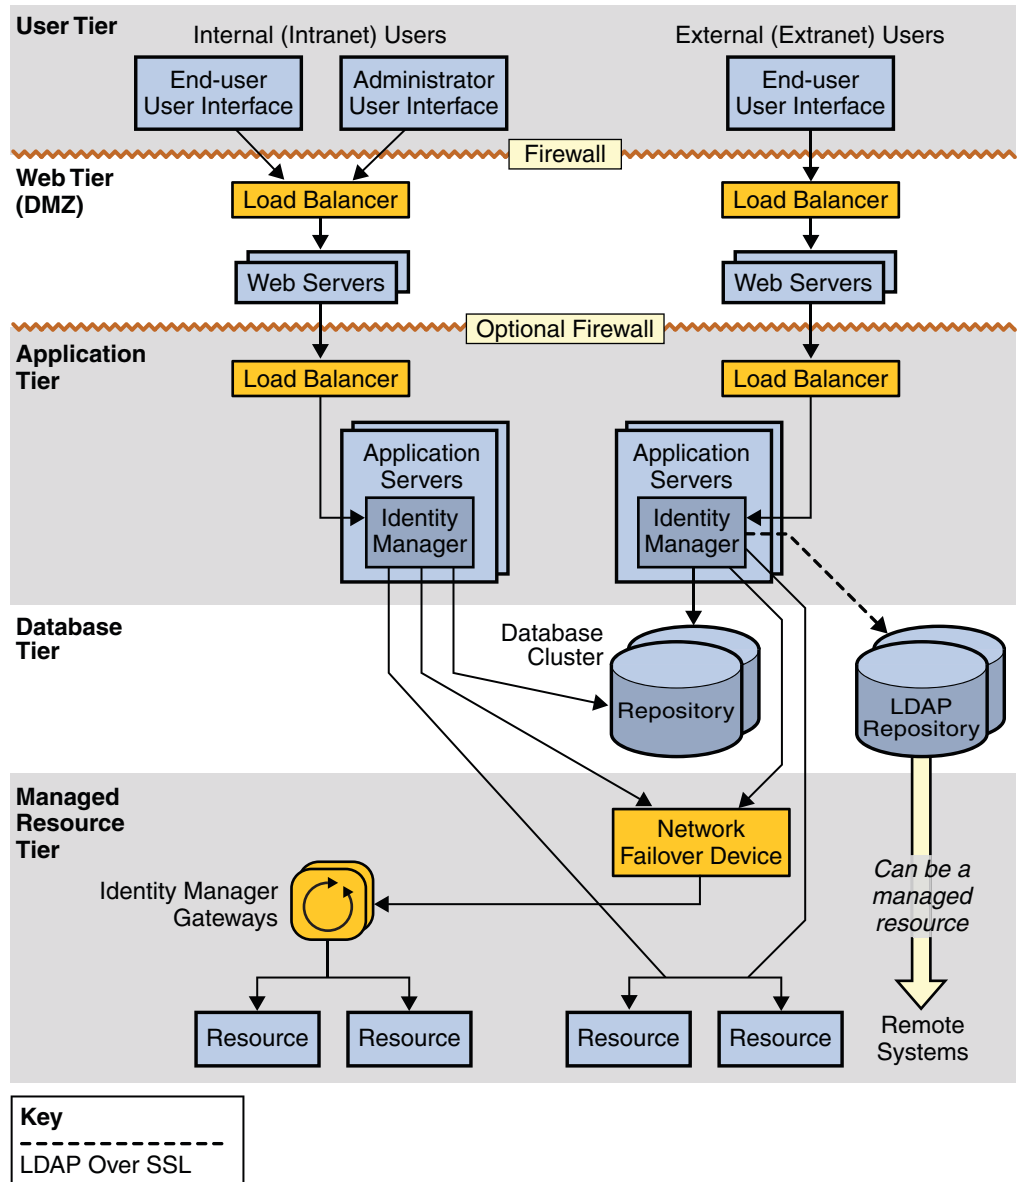 User Tier
Internal (Intranet) Users
External (Extranet) Users
End-user
User Interface
Administrator
User Interface
End-user
User Interface
Firewall
Web Tier
(DMZ)
Load Balancer
Load Balancer
Web Servers
Web Servers
Optional Firewall
Application
Tier
Load Balancer
Load Balancer
Application
Servers
Identity
Manager
Application
Servers
Identity
Manager
Database
Tier
Database
Cluster
Repository
LDAP
Repository
Managed
Resource
Tier
Network
Failover Device
Can be a
managed
resource
Identity Manager
Gateways
Resource
Resource
Resource
Resource
Remote
Systems
Key
LDAP Over SSL